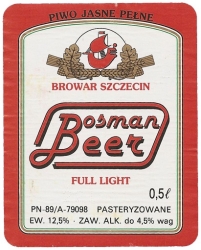 PIWO JASNE PEŁNE
BROWAR SZCZECIN
Bosman
Beer
FULL LIGHT
0,5ℓ
PN-89/A-79098 PASTERYZOWANE
EW. 12,5% · ZAW. ALK. do 4,5% wag